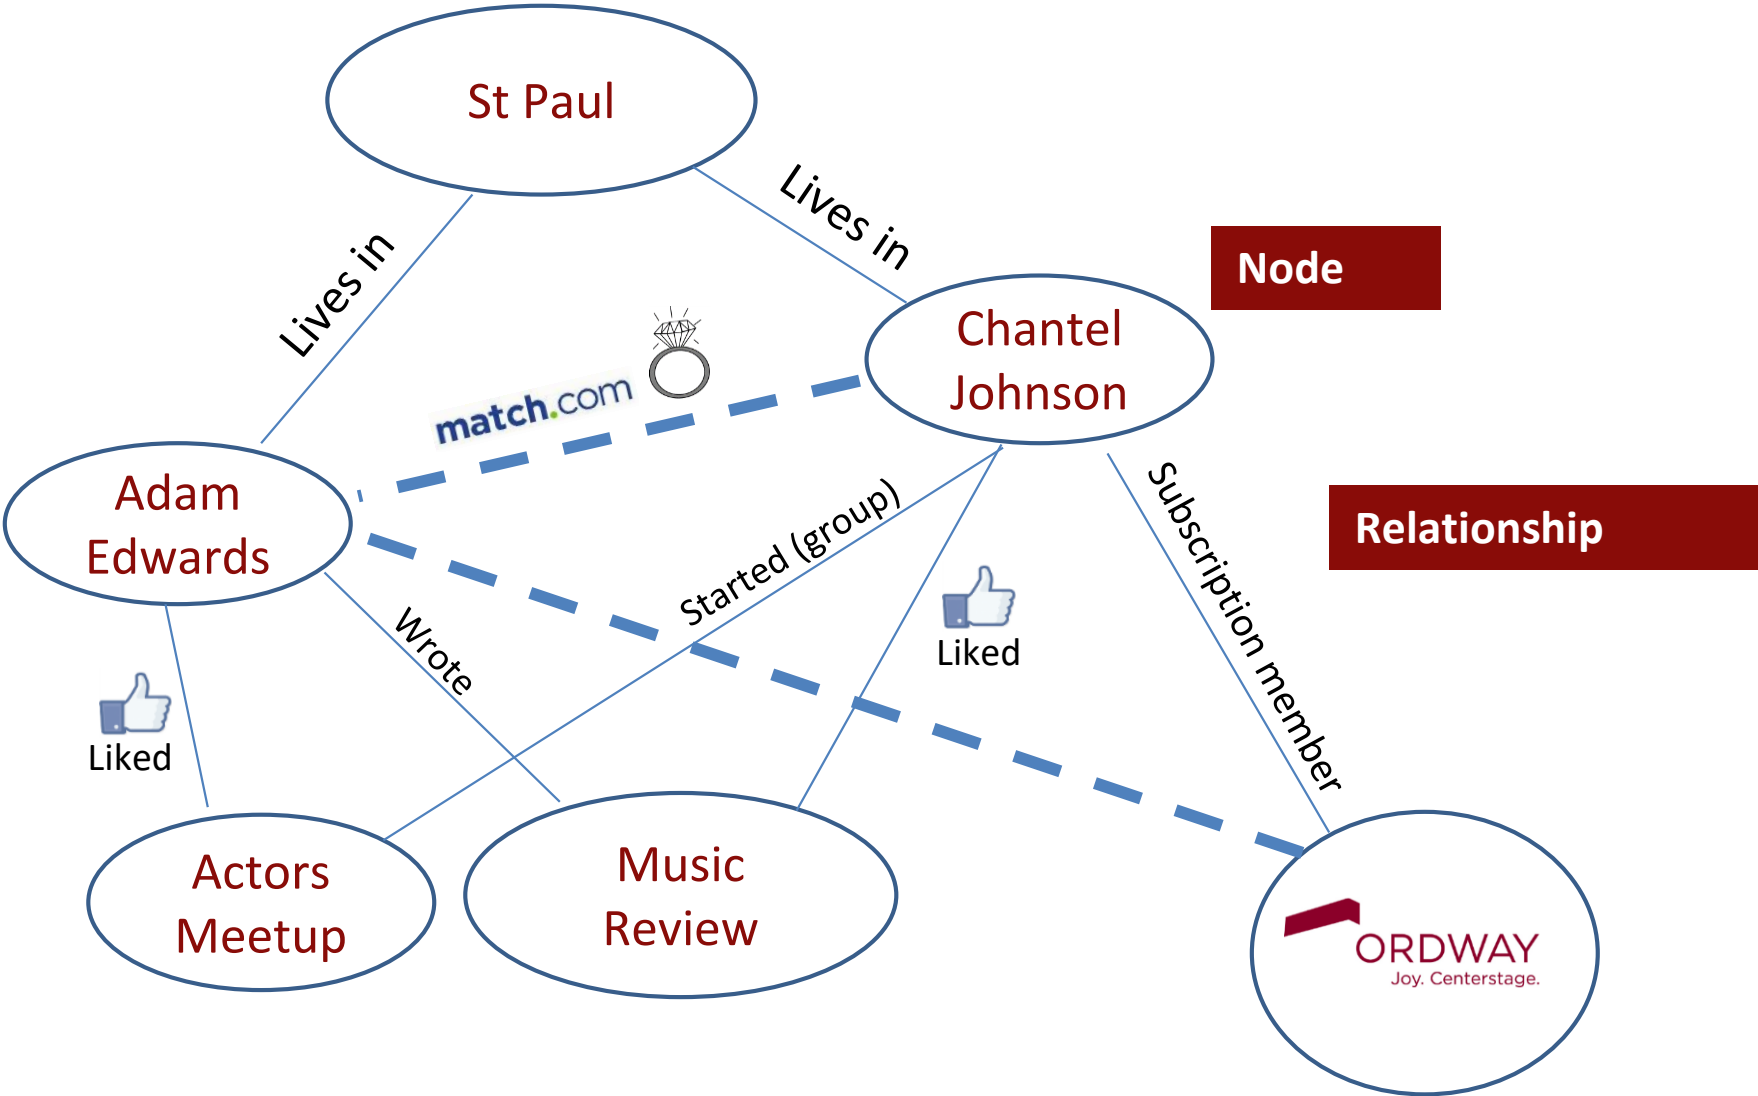 St Paul
Lives in
Lives in
Node
Chantel
Johnson
match.com
Adam
Edwards
Subscription member
Relationship
Started (group)
Wrote
Liked
Liked
Actors
Meetup
Music
Review
ORDWAY
Joy. Centerstage.